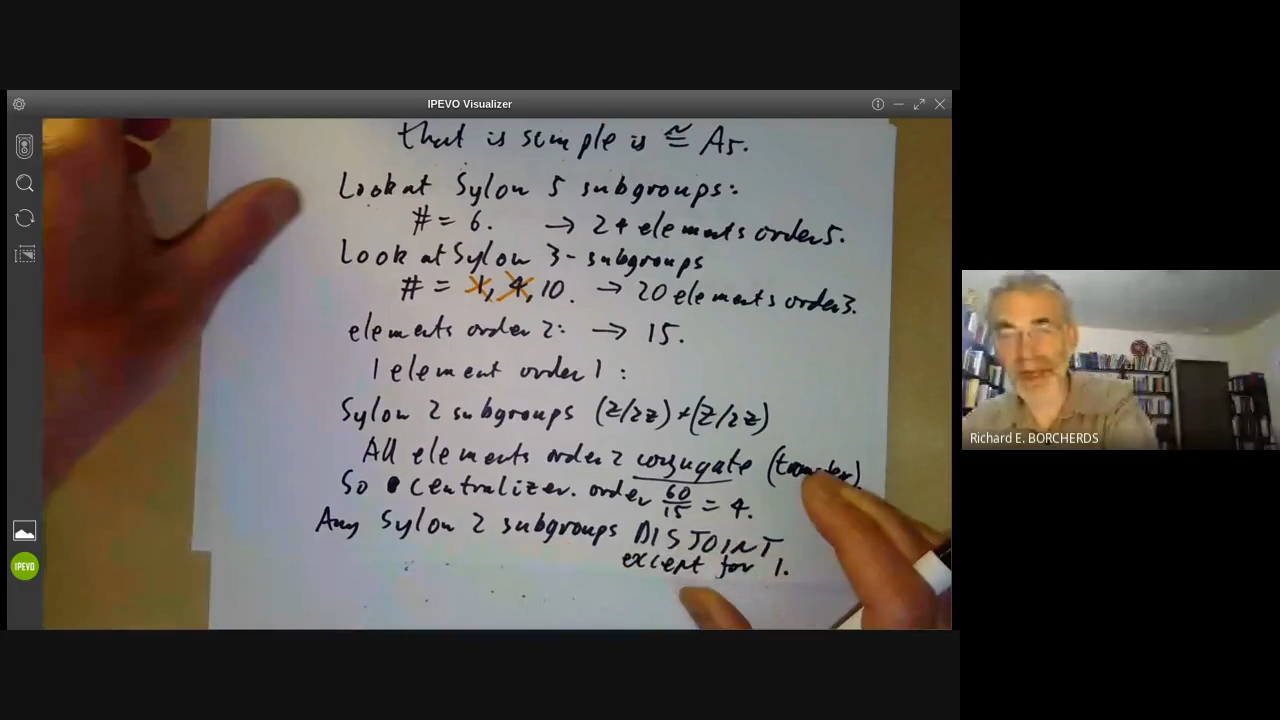 IPEVO Visualizer
that is simple is ≅ A5.
Look at Sylow 5 subgroups:
# = 6. → 24 elements order 5.
Look at Sylow 3-subgroups
# = 1, 4, 10. → 20 elements order 3.
elements order 2: → 15.
1 element order 1:
Sylow 2 subgroups (Z/2Z)×(Z/2Z)
All elements order 2 conjugate (transfer).
So centralizer. order 60/15 = 4.
Any Sylow 2 subgroups DISJOINT
except for 1.
IPEVO
Richard E. BORCHERDS